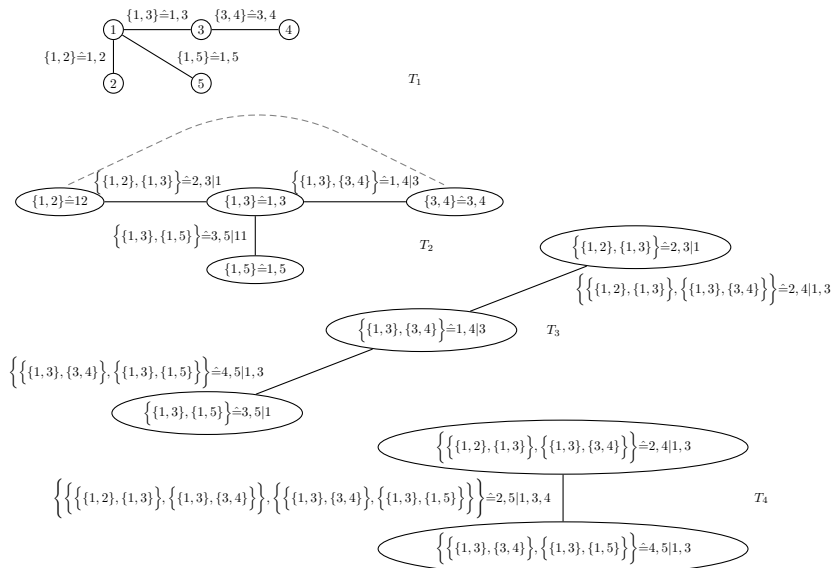 {1, 3}≙1, 3 {3, 4}≙3, 4
1 3 4
{1, 2}≙1, 2 {1, 5}≙1, 5
2 5 T₁
{{1, 2}, {1, 3}}≙2, 3|1 {{1, 3}, {3, 4}}≙1, 4|3
{1, 2}≙12 {1, 3}≙1, 3 {3, 4}≙3, 4
{{1, 3}, {1, 5}}≙3, 5|11 T₂
{{1, 2}, {1, 3}}≙2, 3|1
{1, 5}≙1, 5
{{{1, 2}, {1, 3}}, {{1, 3}, {3, 4}}}≙2, 4|1, 3
{{1, 3}, {3, 4}}≙1, 4|3 T₃
{{{1, 3}, {3, 4}}, {{1, 3}, {1, 5}}}≙4, 5|1, 3
{{1, 3}, {1, 5}}≙3, 5|1
{{{1, 2}, {1, 3}}, {{1, 3}, {3, 4}}}≙2, 4|1, 3
{{{{1, 2}, {1, 3}}, {{1, 3}, {3, 4}}}, {{{1, 3}, {3, 4}}, {{1, 3}, {1, 5}}}}≙2, 5|1, 3, 4 T₄
{{{1, 3}, {3, 4}}, {{1, 3}, {1, 5}}}≙4, 5|1, 3